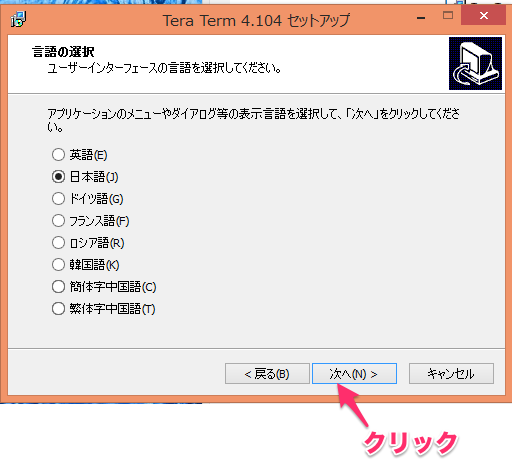 Tera Term 4.104 セットアップ
言語の選択
ユーザーインターフェースの言語を選択してください。
アプリケーションのメニューやダイアログ等の表示言語を選択して、「次へ」をクリックしてくださ
い。
英語(E)
日本語(J)
ドイツ語(G)
フランス語(F)
ロシア語(R)
韓国語(K)
簡体字中国語(C)
繁体字中国語(T)
< 戻る(B)
次へ(N) >
キャンセル
クリック